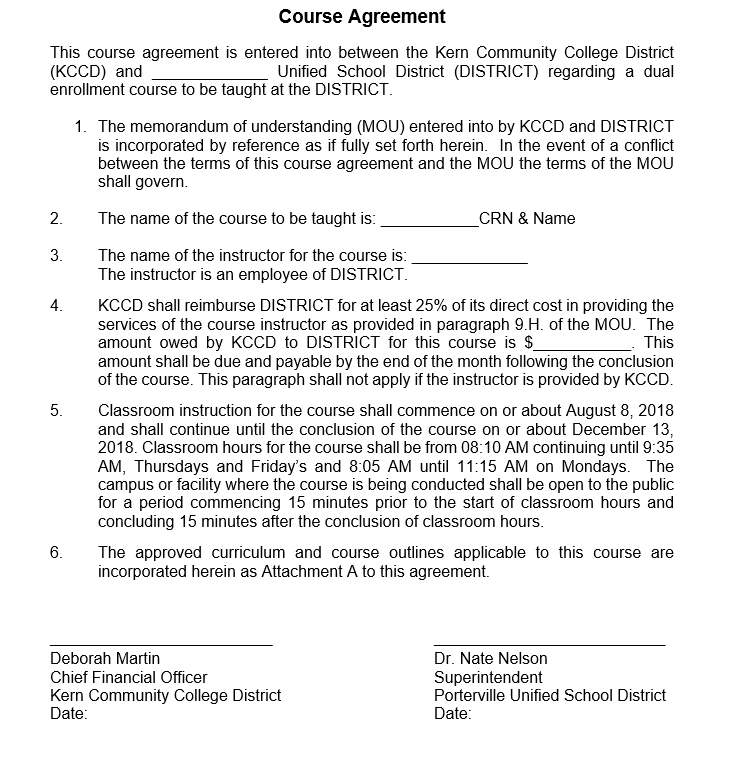 Course Agreement
This course agreement is entered into between the Kern Community College District
(KCCD) and _____________ Unified School District (DISTRICT) regarding a dual
enrollment course to be taught at the DISTRICT.
1. The memorandum of understanding (MOU) entered into by KCCD and DISTRICT
is incorporated by reference as if fully set forth herein. In the event of a conflict
between the terms of this course agreement and the MOU the terms of the MOU
shall govern.
2. The name of the course to be taught is: ___________CRN & Name
3. The name of the instructor for the course is: _____________
The instructor is an employee of DISTRICT.
4. KCCD shall reimburse DISTRICT for at least 25% of its direct cost in providing the
services of the course instructor as provided in paragraph 9.H. of the MOU. The
amount owed by KCCD to DISTRICT for this course is $___________. This
amount shall be due and payable by the end of the month following the conclusion
of the course. This paragraph shall not apply if the instructor is provided by KCCD.
5. Classroom instruction for the course shall commence on or about August 8, 2018
and shall continue until the conclusion of the course on or about December 13,
2018. Classroom hours for the course shall be from 08:10 AM continuing until 9:35
AM, Thursdays and Friday's and 8:05 AM until 11:15 AM on Mondays. The
campus or facility where the course is being conducted shall be open to the public
for a period commencing 15 minutes prior to the start of classroom hours and
concluding 15 minutes after the conclusion of classroom hours.
6. The approved curriculum and course outlines applicable to this course are
incorporated herein as Attachment A to this agreement.
_________________________ __________________________
Deborah Martin Dr. Nate Nelson
Chief Financial Officer Superintendent
Kern Community College District Porterville Unified School District
Date: Date: